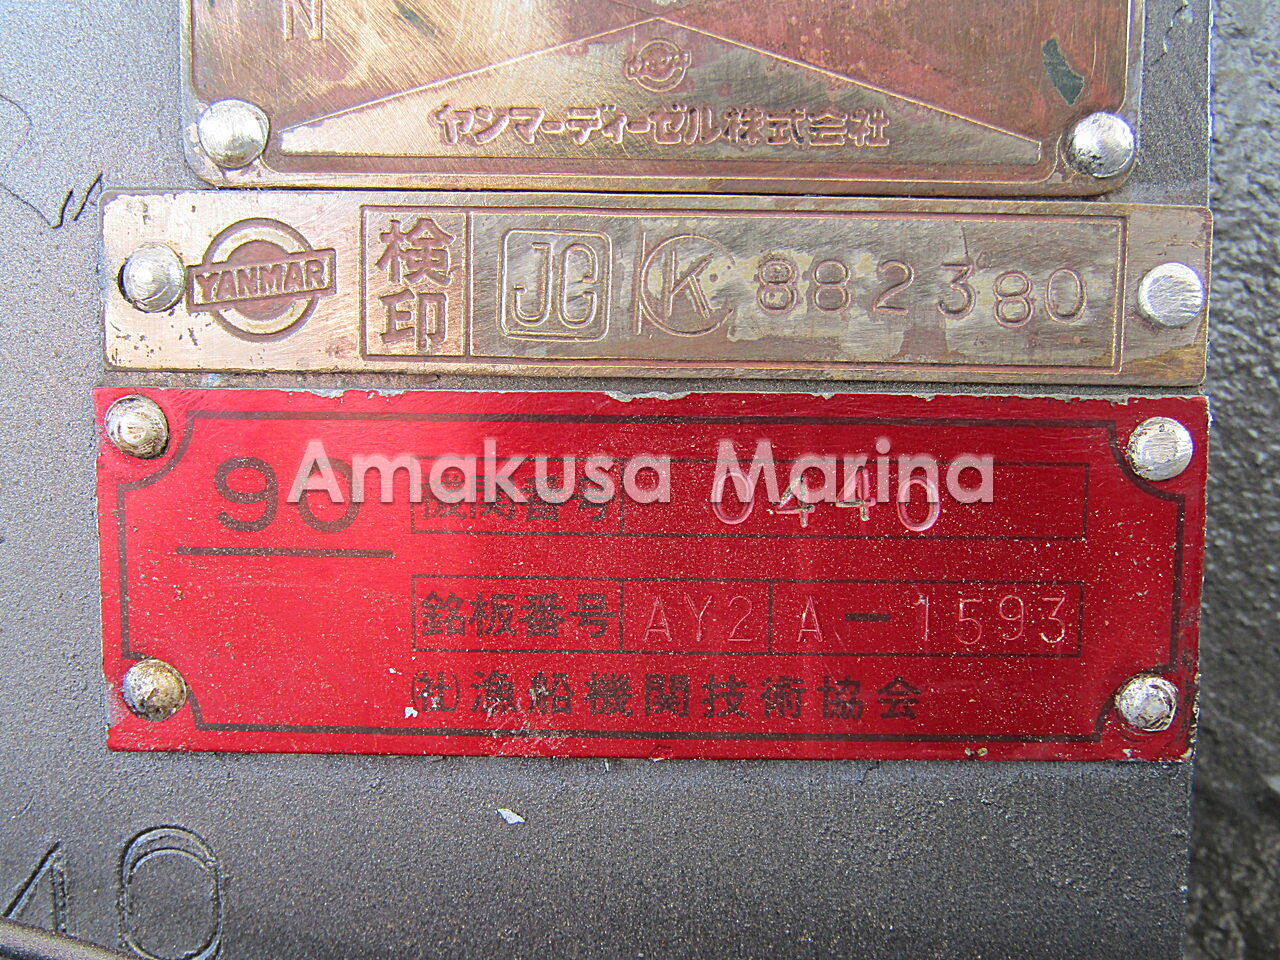 N
ヤンマーディーゼル株式会社
YANMAR 検印 JCI K 882380
90 機関番号 0440
Amakusa Marina
銘板番号 AY2 A-1593
(社)漁船機関技術協会
40